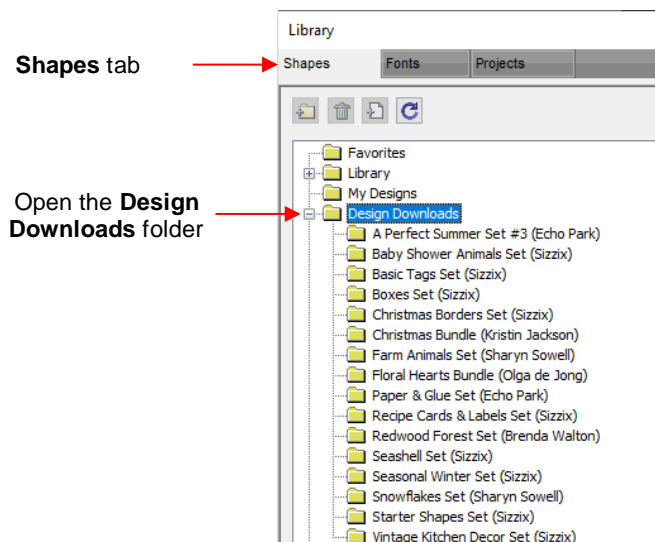 Library
Shapes tab
Shapes
Fonts
Projects
Favorites
Library
My Designs
Open the Design
Downloads folder
Design Downloads
A Perfect Summer Set #3 (Echo Park)
Baby Shower Animals Set (Sizzix)
Basic Tags Set (Sizzix)
Boxes Set (Sizzix)
Christmas Borders Set (Sizzix)
Christmas Bundle (Kristin Jackson)
Farm Animals Set (Sharyn Sowell)
Floral Hearts Bundle (Olga de Jong)
Paper & Glue Set (Echo Park)
Recipe Cards & Labels Set (Sizzix)
Redwood Forest Set (Brenda Walton)
Seashell Set (Sizzix)
Seasonal Winter Set (Sizzix)
Snowflakes Set (Sharyn Sowell)
Starter Shapes Set (Sizzix)
Vintage Kitchen Decor Set (Sizzix)